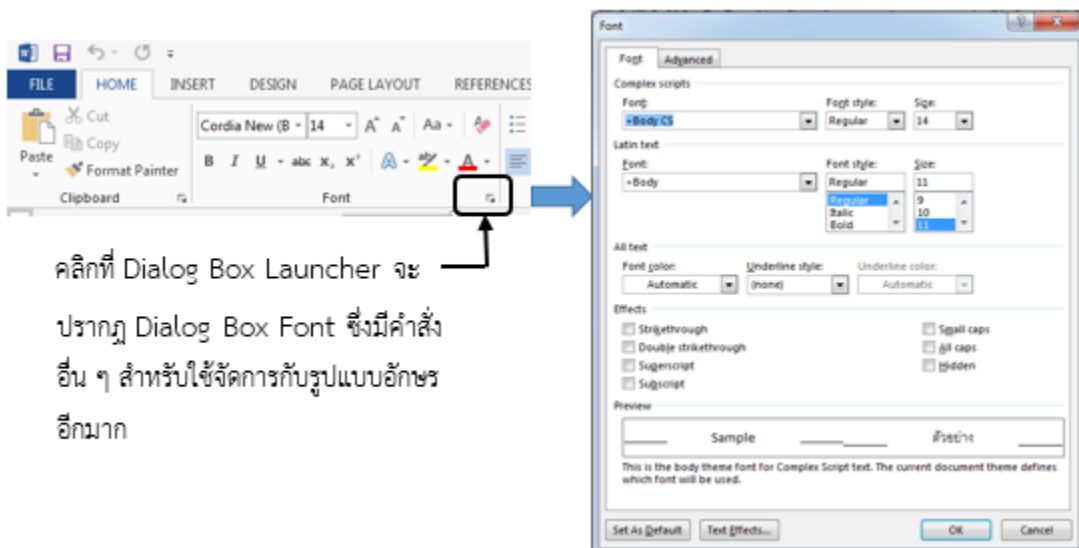 FILE HOME INSERT DESIGN PAGE LAYOUT REFERENCES
Cut
Copy
Paste
Format Painter
Clipboard
Cordia New (B 14 A A Aa
B I U abc x, x' A A
Font
คลิกที่ Dialog Box Launcher จะ
ปรากฏ Dialog Box Font ซึ่งมีคำสั่ง
อื่น ๆ สำหรับใช้จัดการกับรูปแบบอักษร
อีกมาก
Font
Font Advanced
Complex scripts
Font: Font style: Size:
+Body CS Regular 14
Latin text
Font: Font style: Size:
+Body Regular 11
Regular 9
Italic 10
Bold 11
All text
Font color: Underline style: Underline color:
Automatic (none) Automatic
Effects
Strikethrough Small caps
Double strikethrough All caps
Superscript Hidden
Subscript
Preview
Sample ตัวอย่าง
This is the body theme font for Complex Script text. The current document theme defines
which font will be used.
Set As Default Text Effects... OK Cancel